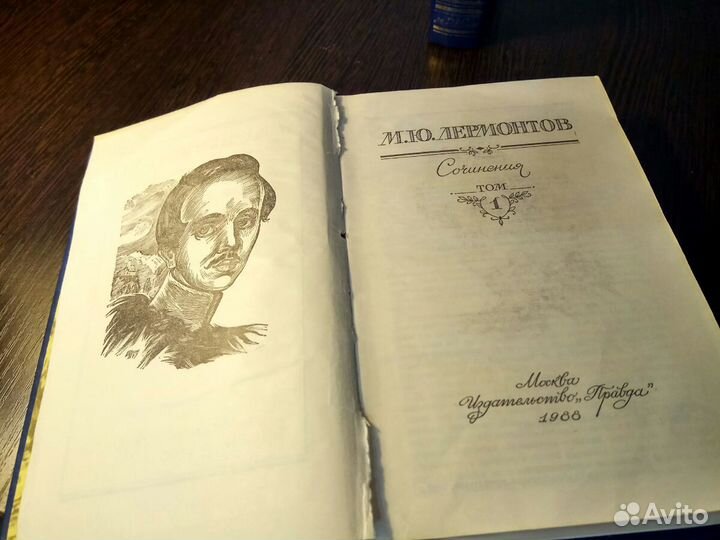 М.Ю. ЛЕРМОНТОВ
Сочинения
ТОМ
1
Москва
Издательство „Правда"
1988
Avito